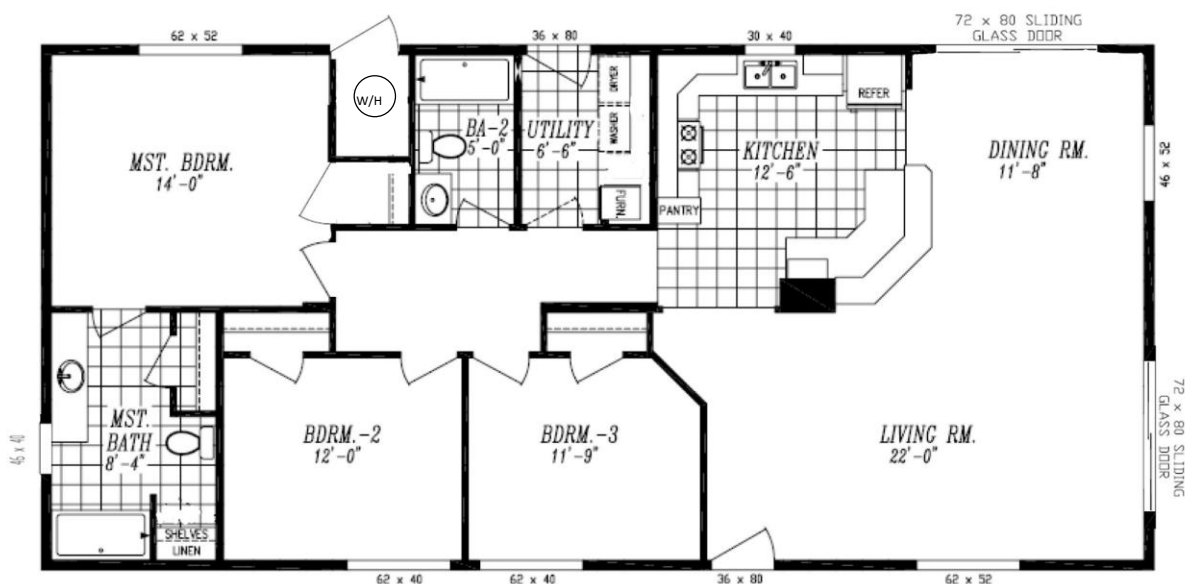 72 x 80 SLIDING
GLASS DOOR
62 x 52
36 x 80
30 x 40
W/H
DRYER
WASHER
REFER
BA-2
5'-0"
UTILITY
6'-6"
KITCHEN
12'-6"
MST. BDRM.
14'-0"
DINING RM.
11'-8"
46 x 52
FURN.
PANTRY
MST.
BATH
8'-4"
46 x 40
BDRM.-2
12'-0"
BDRM.-3
11'-9"
LIVING RM.
22'-0"
72 x 80 SLIDING
GLASS DOOR
SHELVES
LINEN
62 x 40
62 x 40
36 x 80
62 x 52